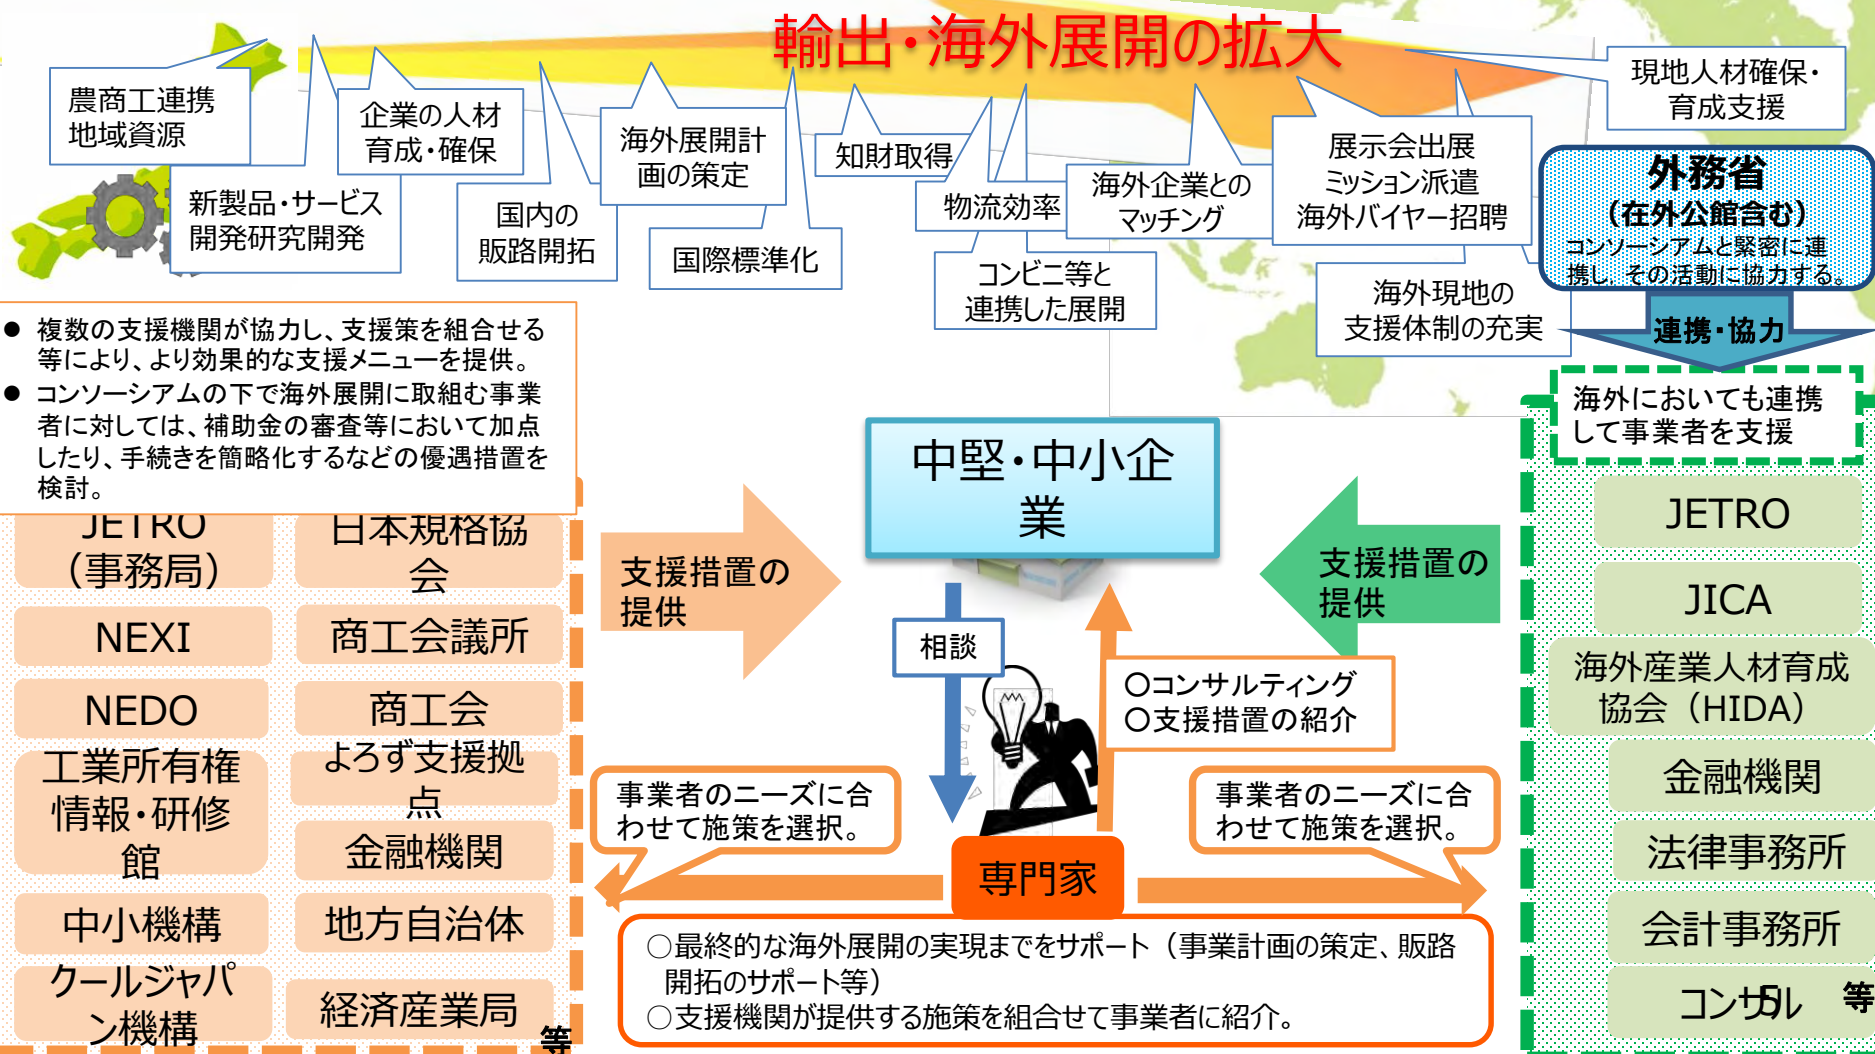 輸出・海外展開の拡大
農商工連携
地域資源
新製品・サービス
開発研究開発
企業の人材
育成・確保
国内の
販路開拓
海外展開計
画の策定
国際標準化
知財取得
物流効率
コンビニ等と
連携した展開
海外企業との
マッチング
展示会出展
ミッション派遣
海外バイヤー招聘
海外現地の
支援体制の充実
現地人材確保・
育成支援
外務省
（在外公館含む）
コンソーシアムと緊密に連
携し、その活動に協力する。
連携・協力
● 複数の支援機関が協力し、支援策を組合せる
等により、より効果的な支援メニューを提供。
● コンソーシアムの下で海外展開に取組む事業
者に対しては、補助金の審査等において加点
したり、手続きを簡略化するなどの優遇措置を
検討。
JETRO
（事務局）
日本規格協
会
NEXI
商工会議所
NEDO
商工会
工業所有権
情報・研修
館
よろず支援拠
点
金融機関
中小機構
地方自治体
クールジャパ
ン機構
経済産業局
等
支援措置の
提供
中堅・中小企
業
支援措置の
提供
相談
〇コンサルティング
〇支援措置の紹介
事業者のニーズに合
わせて施策を選択。
事業者のニーズに合
わせて施策を選択。
専門家
○最終的な海外展開の実現までをサポート（事業計画の策定、販路
開拓のサポート等）
○支援機関が提供する施策を組合せて事業者に紹介。
海外においても連携
して事業者を支援
JETRO
JICA
海外産業人材育成
協会（HIDA）
金融機関
法律事務所
会計事務所
コンサル
5
等